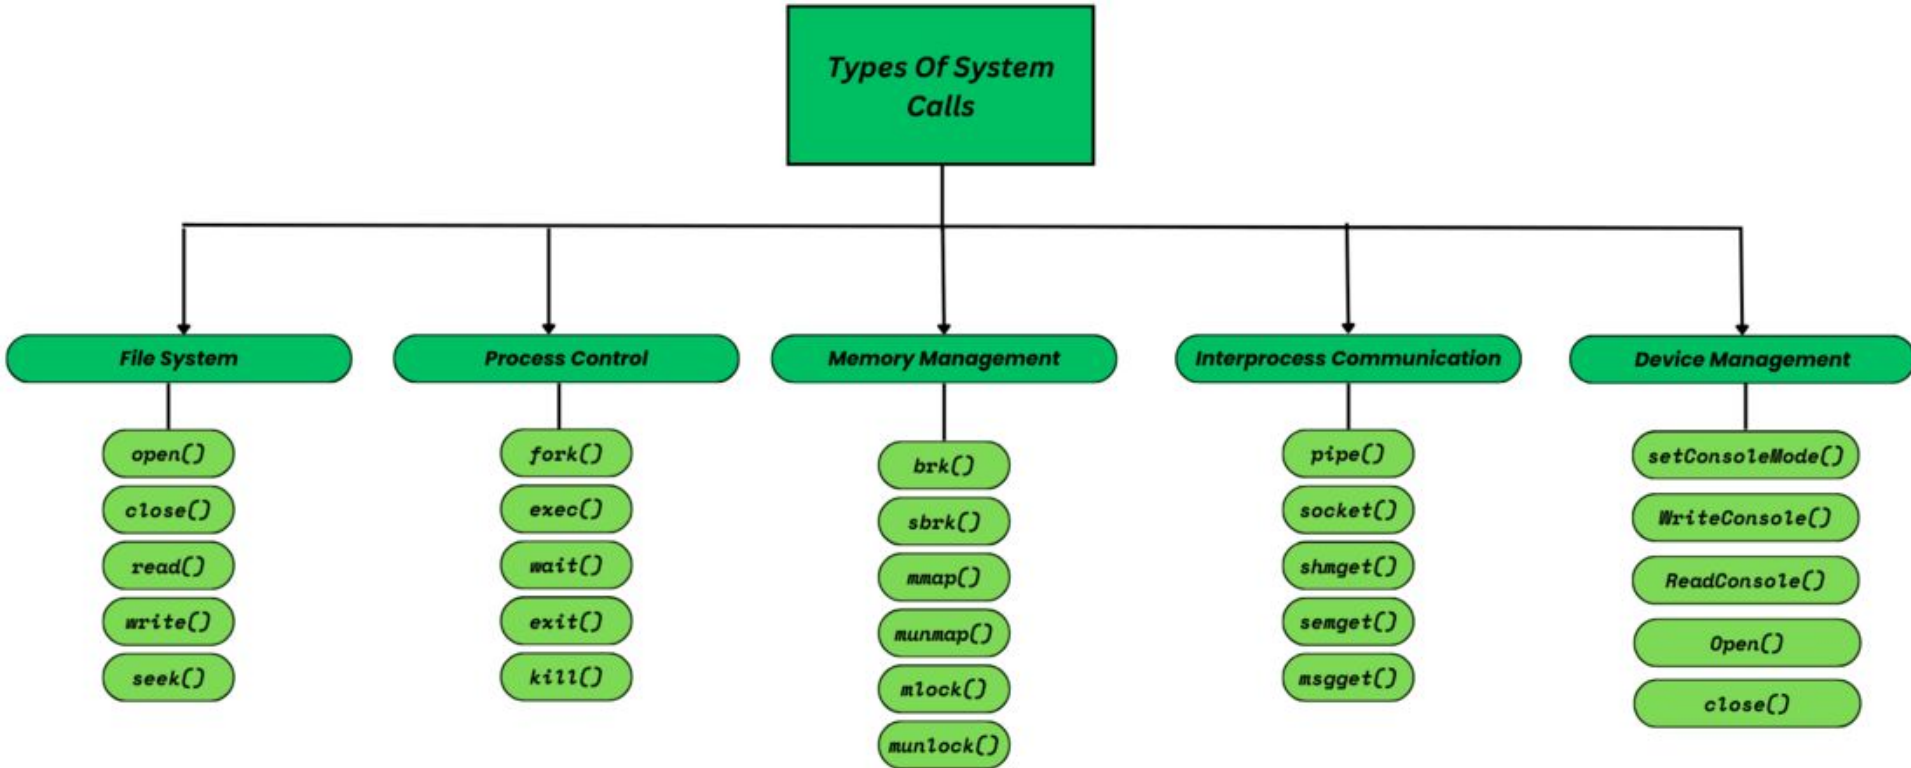 Types Of System
Calls
File System
Process Control
Memory Management
Interprocess Communication
Device Management
open()
close()
read()
write()
seek()
fork()
exec()
wait()
exit()
kill()
brk()
sbrk()
mmap()
munmap()
mlock()
munlock()
pipe()
socket()
shmget()
semget()
msgget()
setConsoleMode()
WriteConsole()
ReadConsole()
Open()
close()